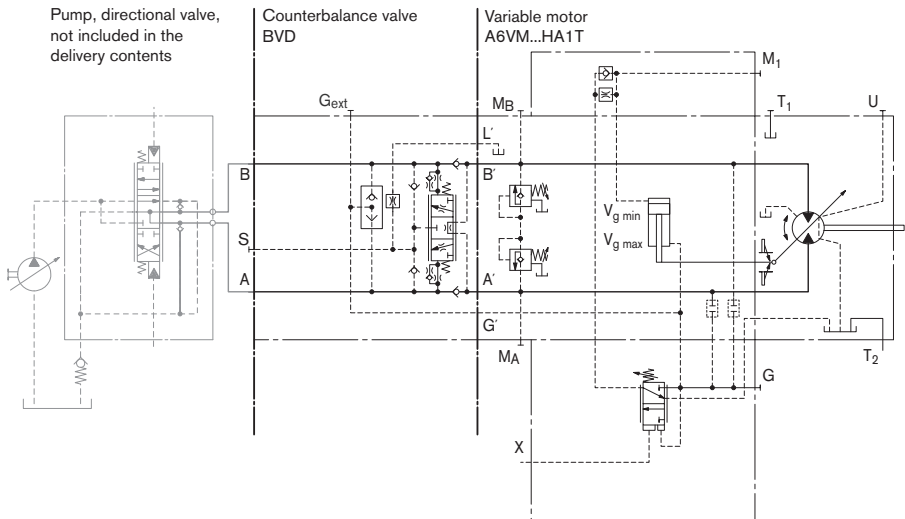 Pump, directional valve,
not included in the
delivery contents
Counterbalance valve
BVD
Variable motor
A6VM...HA1T
M1
Gext
MB
T1
U
L'
B
B'
Vg min
S
Vg max
A
A'
G'
MA
T2
G
X